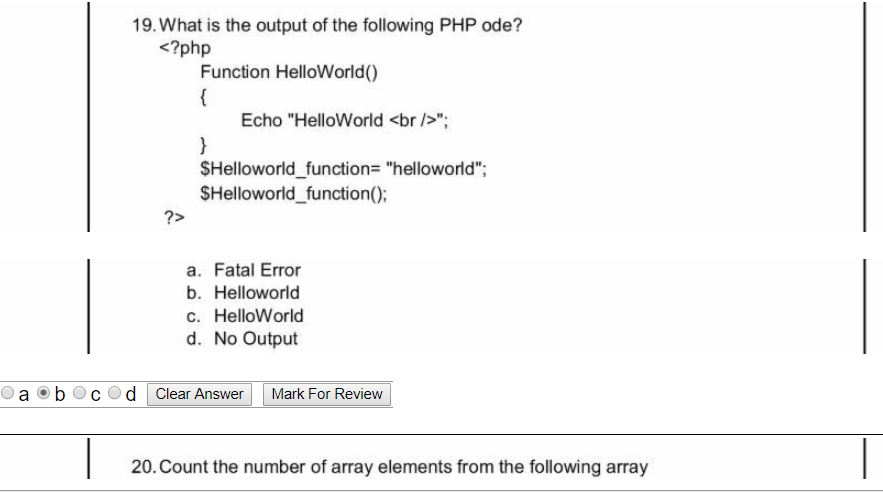 19. What is the output of the following PHP ode?
<?php
Function HelloWorld()
{
Echo "HelloWorld <br />";
}
$Helloworld_function= "helloworld";
$Helloworld_function();
?>
a. Fatal Error
b. Helloworld
c. HelloWorld
d. No Output
a b c d Clear Answer Mark For Review
20. Count the number of array elements from the following array